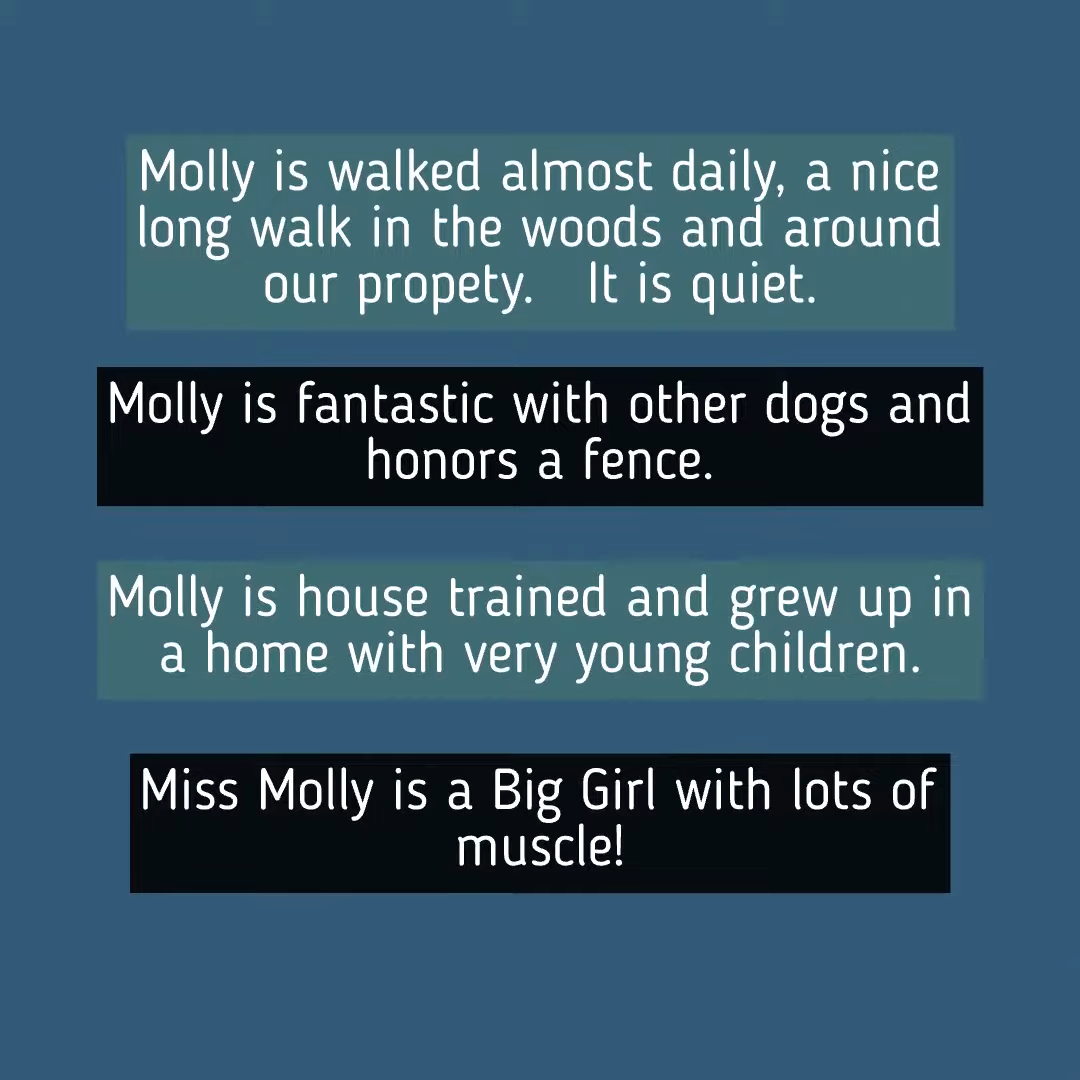 Molly is walked almost daily, a nice
long walk in the woods and around
our propety.    It is quiet.
Molly is fantastic with other dogs and
honors a fence.
Molly is house trained and grew up in
a home with very young children.
Miss Molly is a Big Girl with lots of
muscle!